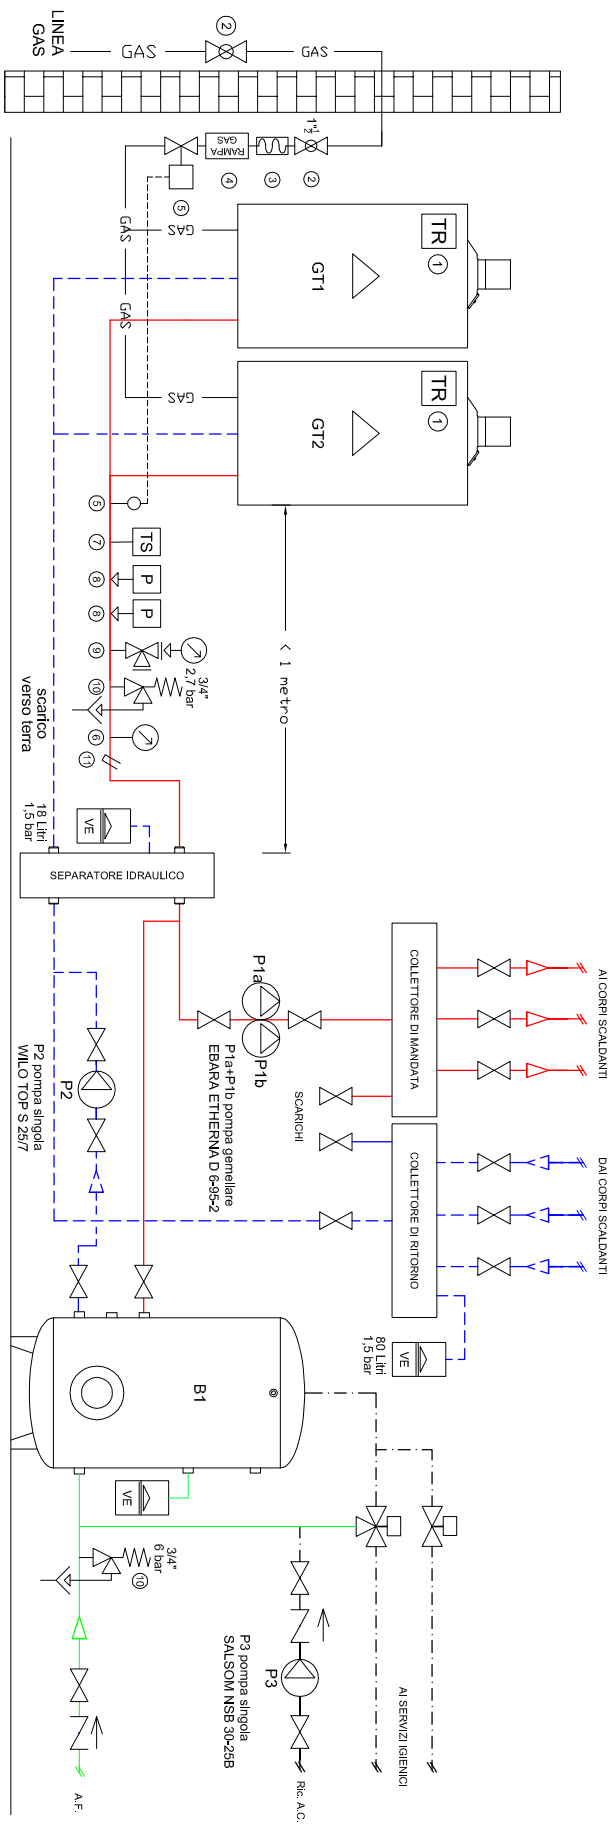 LINEA
GAS
GAS
2
GAS
1"1/2
RAMPA
GAS
2
3
4
5
GAS
GAS
GAS
GAS
TR
1
GT1
TR
1
GT2
5
7
TS
8
P
8
P
9
10
3/4"
2,7 bar
6
11
< 1 metro
scarico
verso terra
18 Litri
1,5 bar
VE
SEPARATORE IDRAULICO
P1a
P1b
P1a+P1b pompa gemellare
EBARA ETHERNA D 6-95-2
P2
P2 pompa singola
WILO TOP S 25/7
COLLETTORE DI MANDATA
AI CORPI SCALDANTI
SCARICHI
COLLETTORE DI RITORNO
DAI CORPI SCALDANTI
80 Litri
1,5 bar
VE
B1
VE
3/4"
6 bar
10
P3
P3 pompa singola
SALSOM NSB 30-25B
AI SERVIZI IGIENICI
Ric. A.C.
A.F.